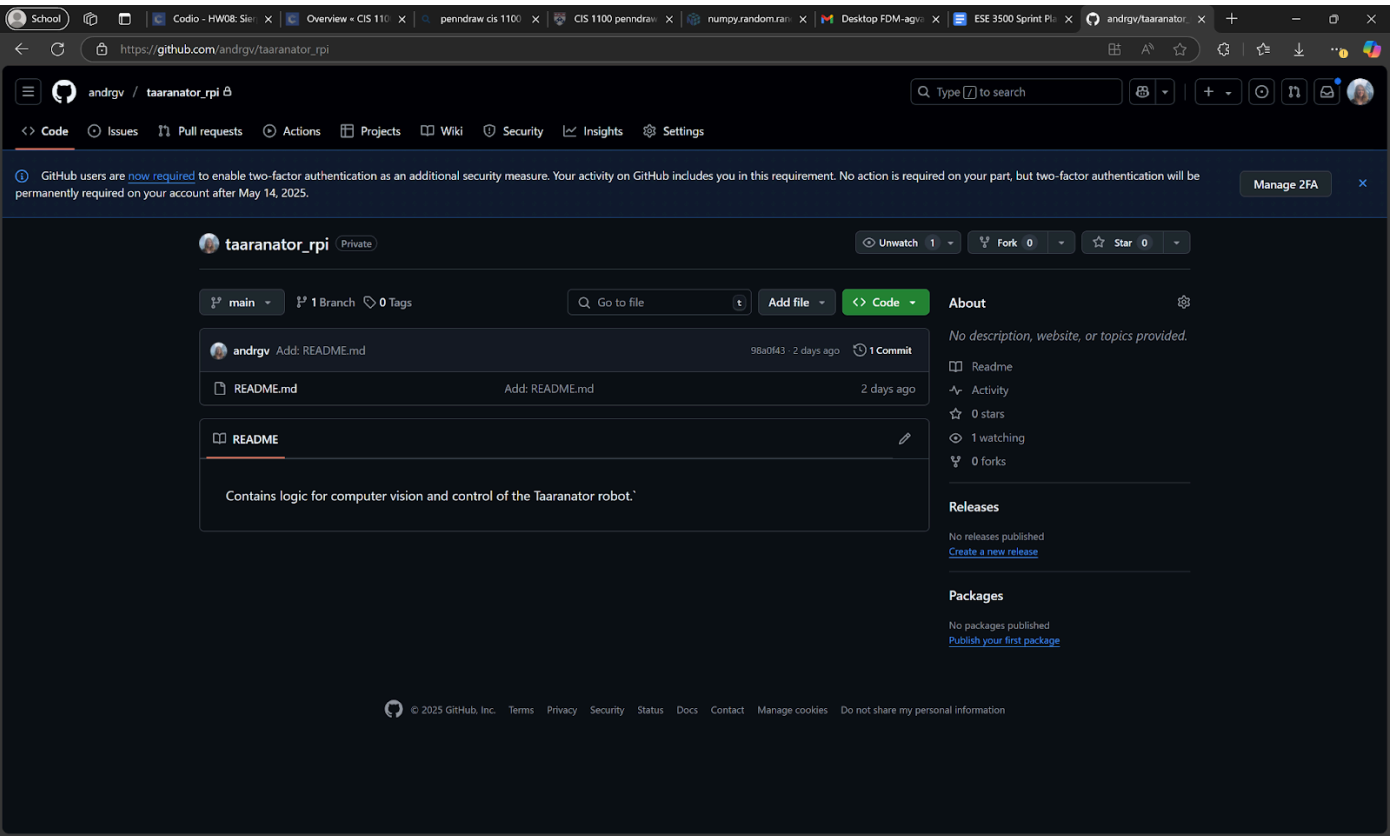 School
Codio - HW08: Sier
Overview « CIS 110
penndraw cis 1100
CIS 1100 penndraw
numpy.random.ran
Desktop FDM-agva
ESE 3500 Sprint Pla
andrgv/taaranator_
https://github.com/andrgv/taaranator_rpi
andrgv / taaranator_rpi
Type / to search
Code Issues Pull requests Actions Projects Wiki Security Insights Settings
GitHub users are now required to enable two-factor authentication as an additional security measure. Your activity on GitHub includes you in this requirement. No action is required on your part, but two-factor authentication will be
permanently required on your account after May 14, 2025.
Manage 2FA
taaranator_rpi Private
Unwatch 1 Fork 0 Star 0
main 1 Branch 0 Tags
Go to file t
Add file
<> Code
andrgv Add: README.md 98a0f43 · 2 days ago 1 Commit
README.md Add: README.md 2 days ago
README
Contains logic for computer vision and control of the Taaranator robot.`
About
No description, website, or topics provided.
Readme
Activity
0 stars
1 watching
0 forks
Releases
No releases published
Create a new release
Packages
No packages published
Publish your first package
© 2025 GitHub, Inc. Terms Privacy Security Status Docs Contact Manage cookies Do not share my personal information